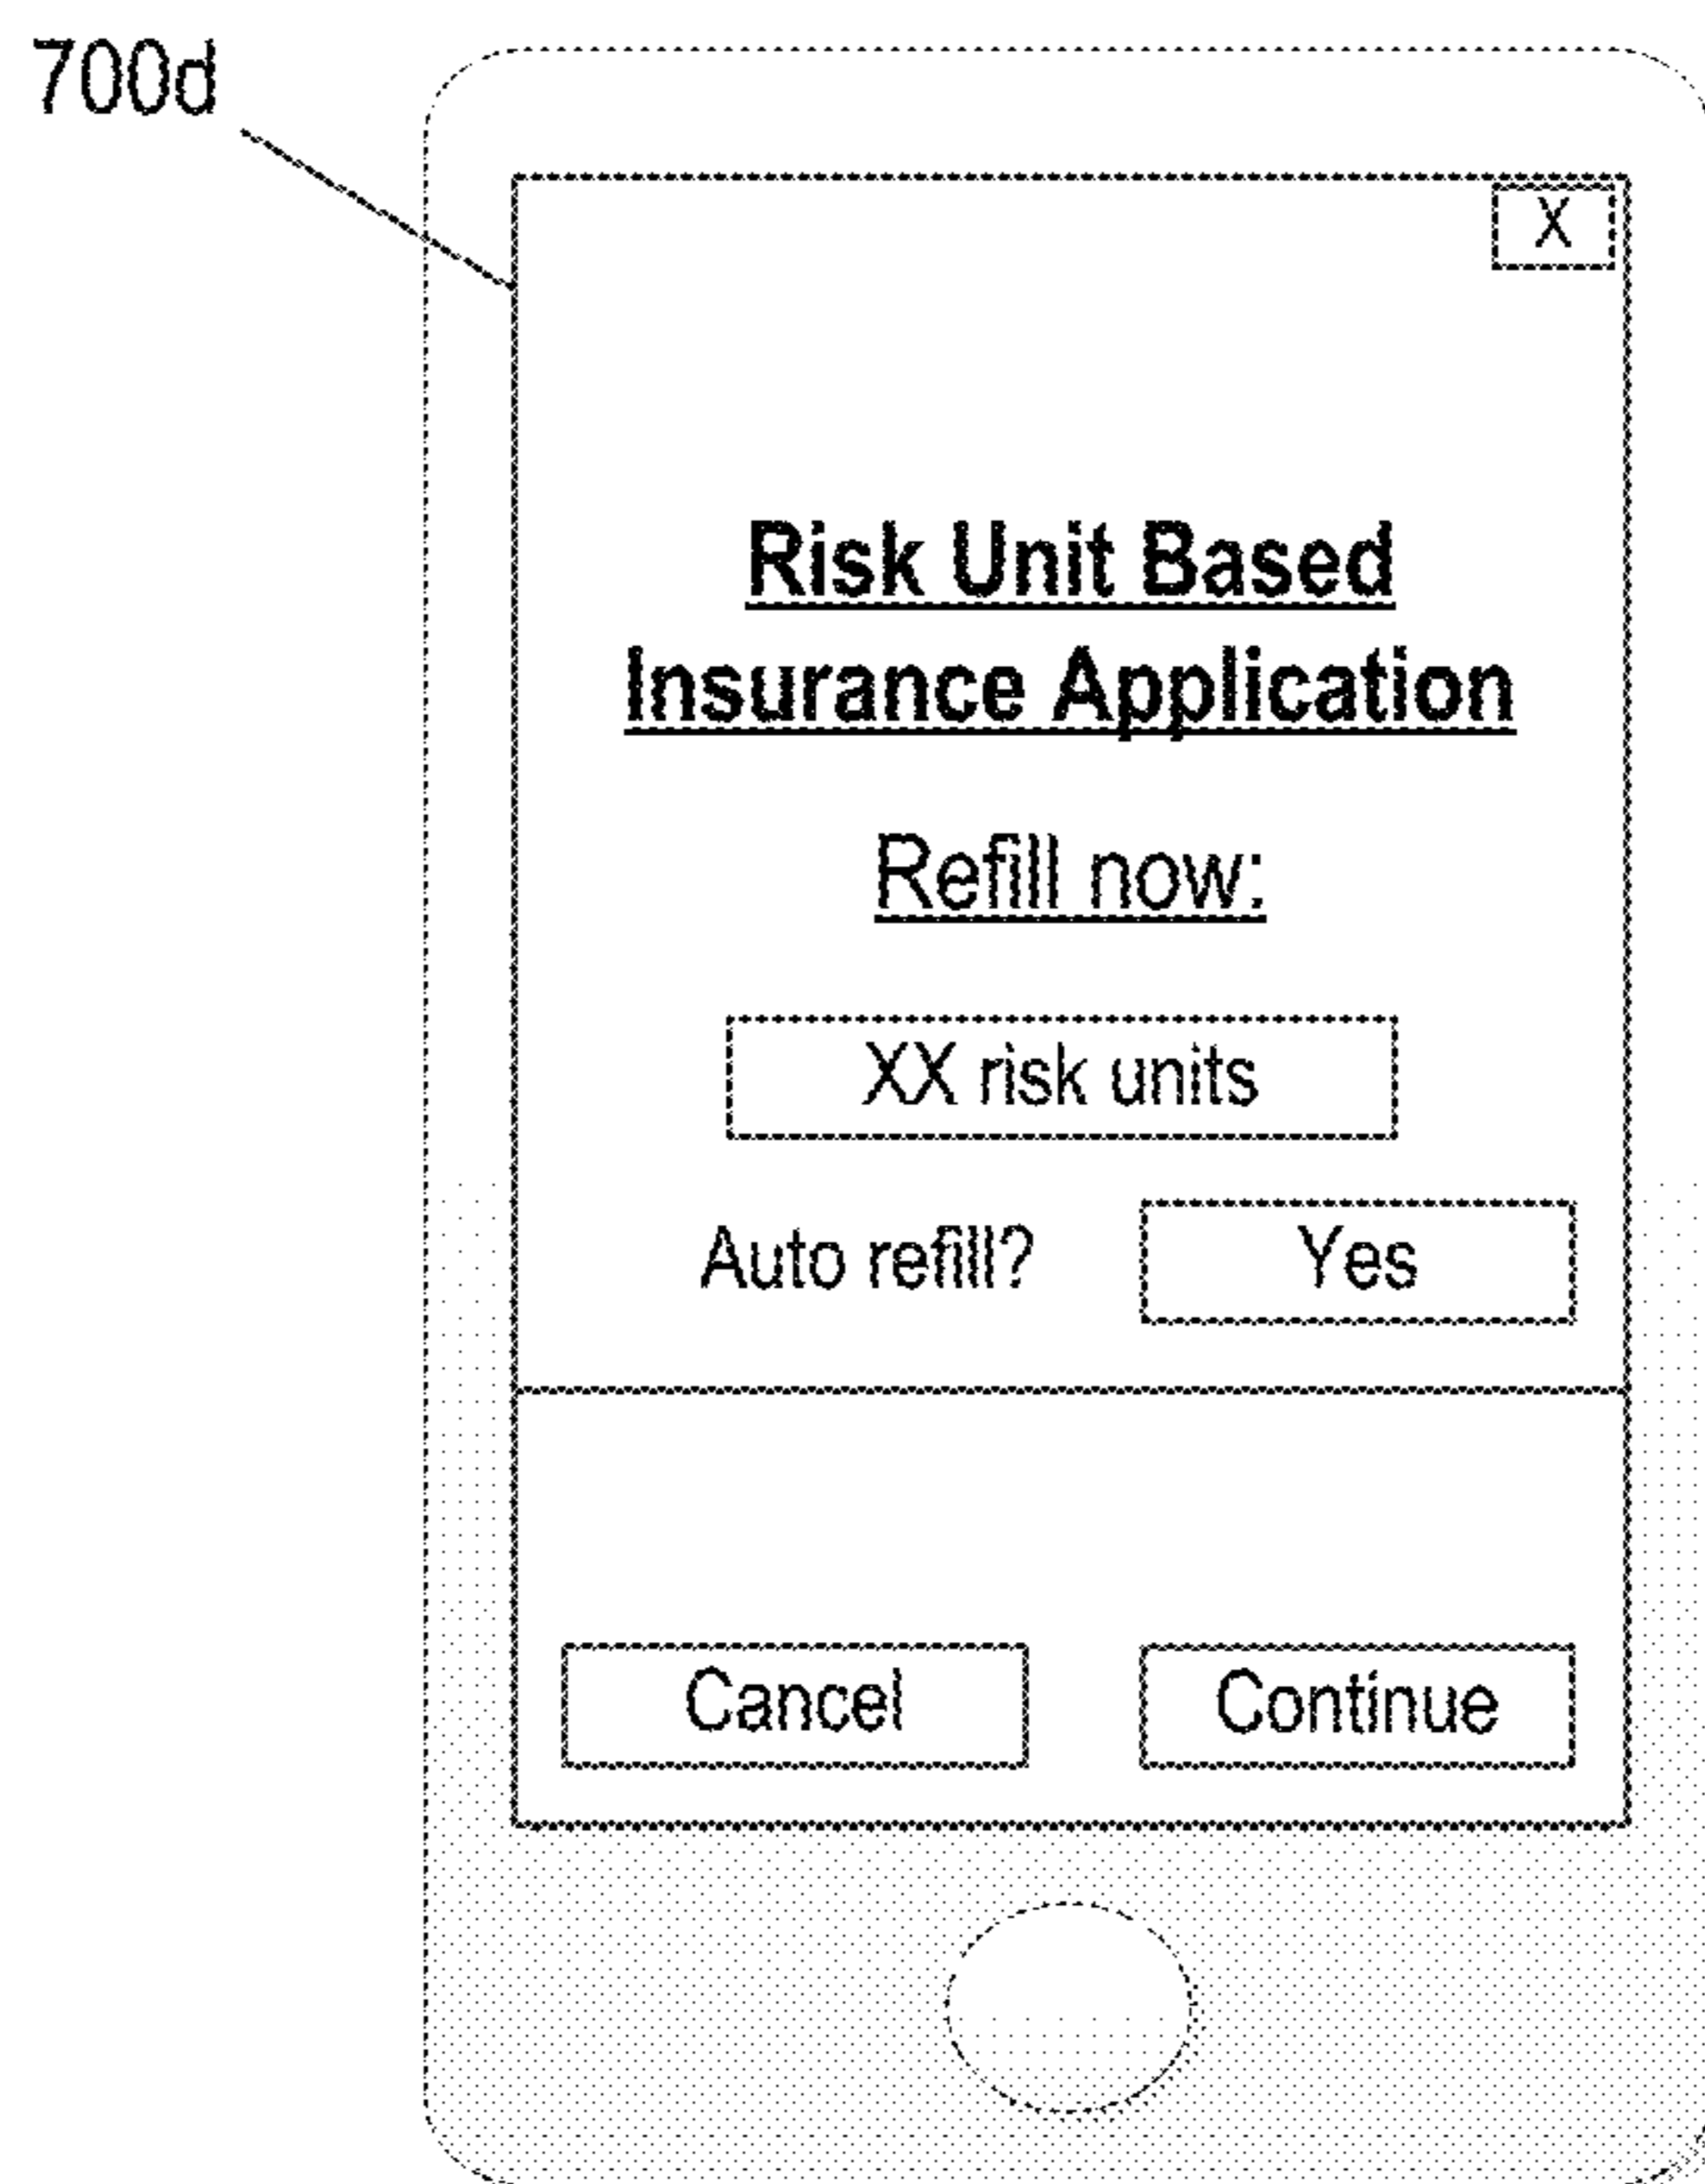 700d
X
Risk Unit Based
Insurance Application
Refill now:
XX risk units
Auto refill? Yes
Cancel Continue